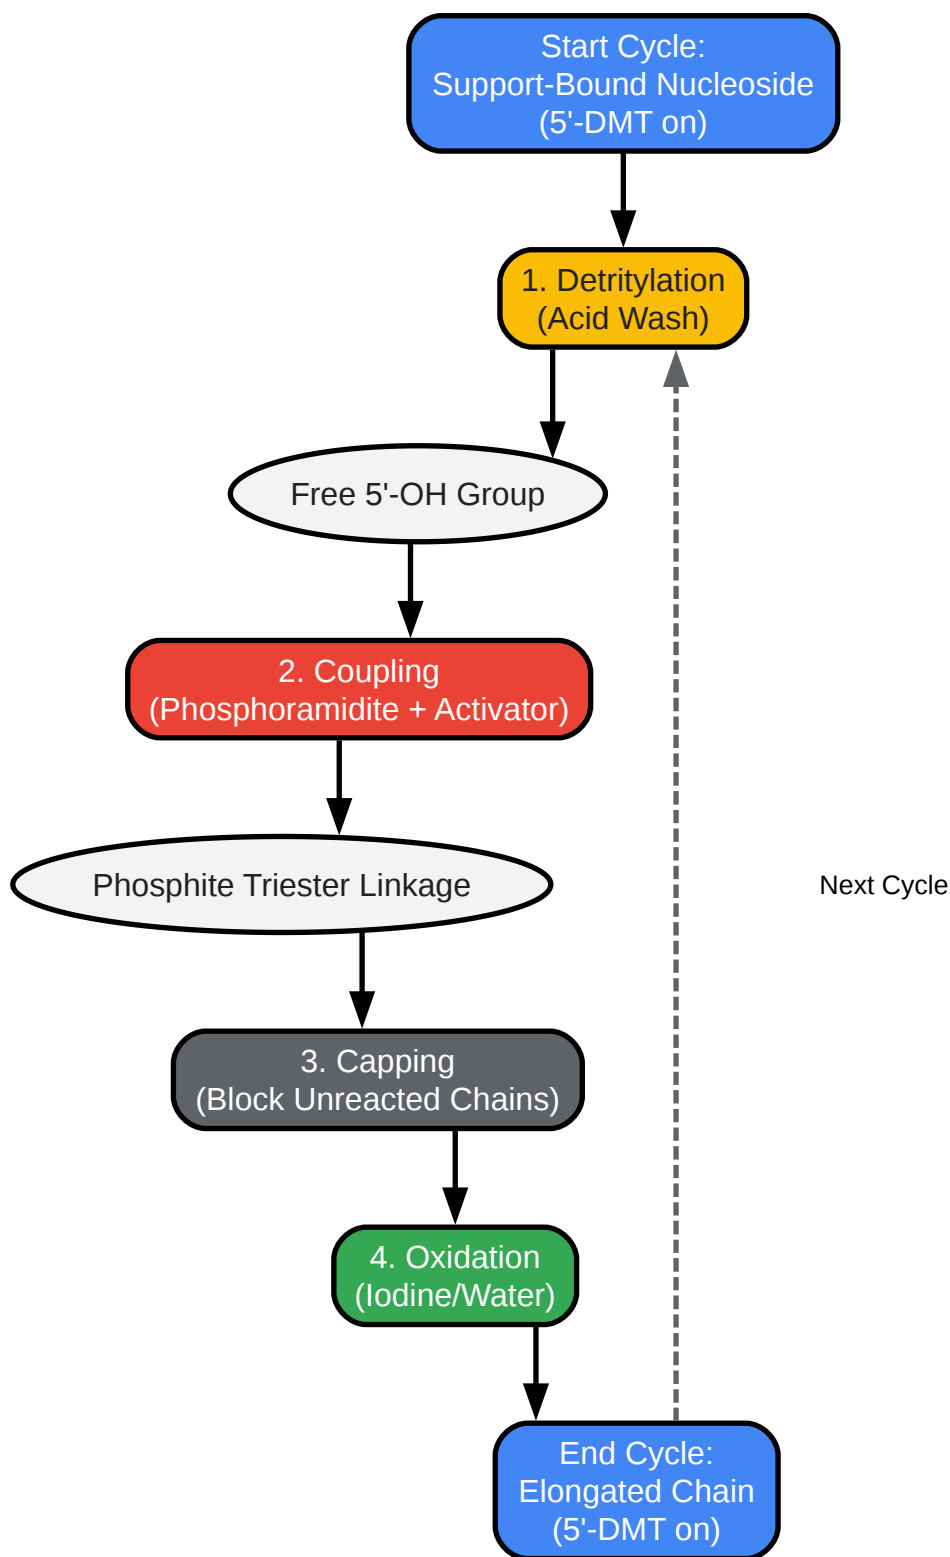 Start Cycle:
Support-Bound Nucleoside
(5'-DMT on)
1. Detritylation
(Acid Wash)
Free 5'-OH Group
2. Coupling
(Phosphoramidite + Activator)
Phosphite Triester Linkage
Next Cycle
3. Capping
(Block Unreacted Chains)
4. Oxidation
(Iodine/Water)
End Cycle:
Elongated Chain
(5'-DMT on)